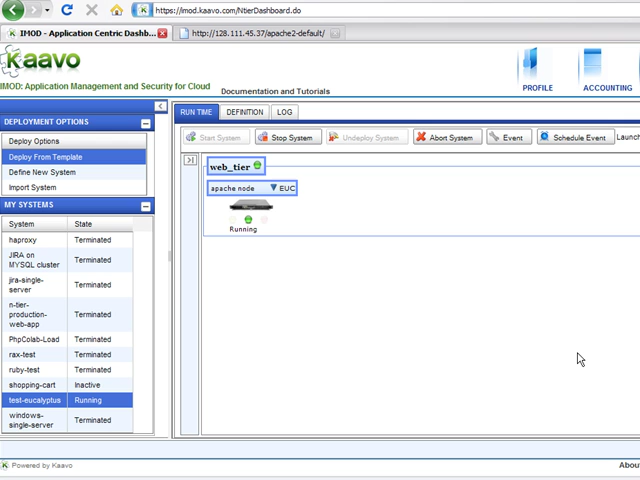 https://imod.kaavo.com/NtierDashboard.do
IMOD - Application Centric Dashb...
http://128.111.45.37/apache2-default/
Kaavo
IMOD: Application Management and Security for Cloud
Documentation and Tutorials
PROFILE
ACCOUNTING
DEPLOYMENT OPTIONS
Deploy Options
Deploy From Template
Define New System
Import System
MY SYSTEMS
System State
haproxy Terminated
JIRA on MYSQL cluster Terminated
jira-single-server Terminated
n-tier-production-web-app Terminated
PhpColab-Load Terminated
rax-test Terminated
ruby-test Terminated
shopping-cart Inactive
test-eucalyptus Running
windows-single-server Terminated
RUN TIME DEFINITION LOG
Start System Stop System Undeploy System Abort System Event Schedule Event Launch
web_tier
apache node EUC
Running
Powered by Kaavo
Abou